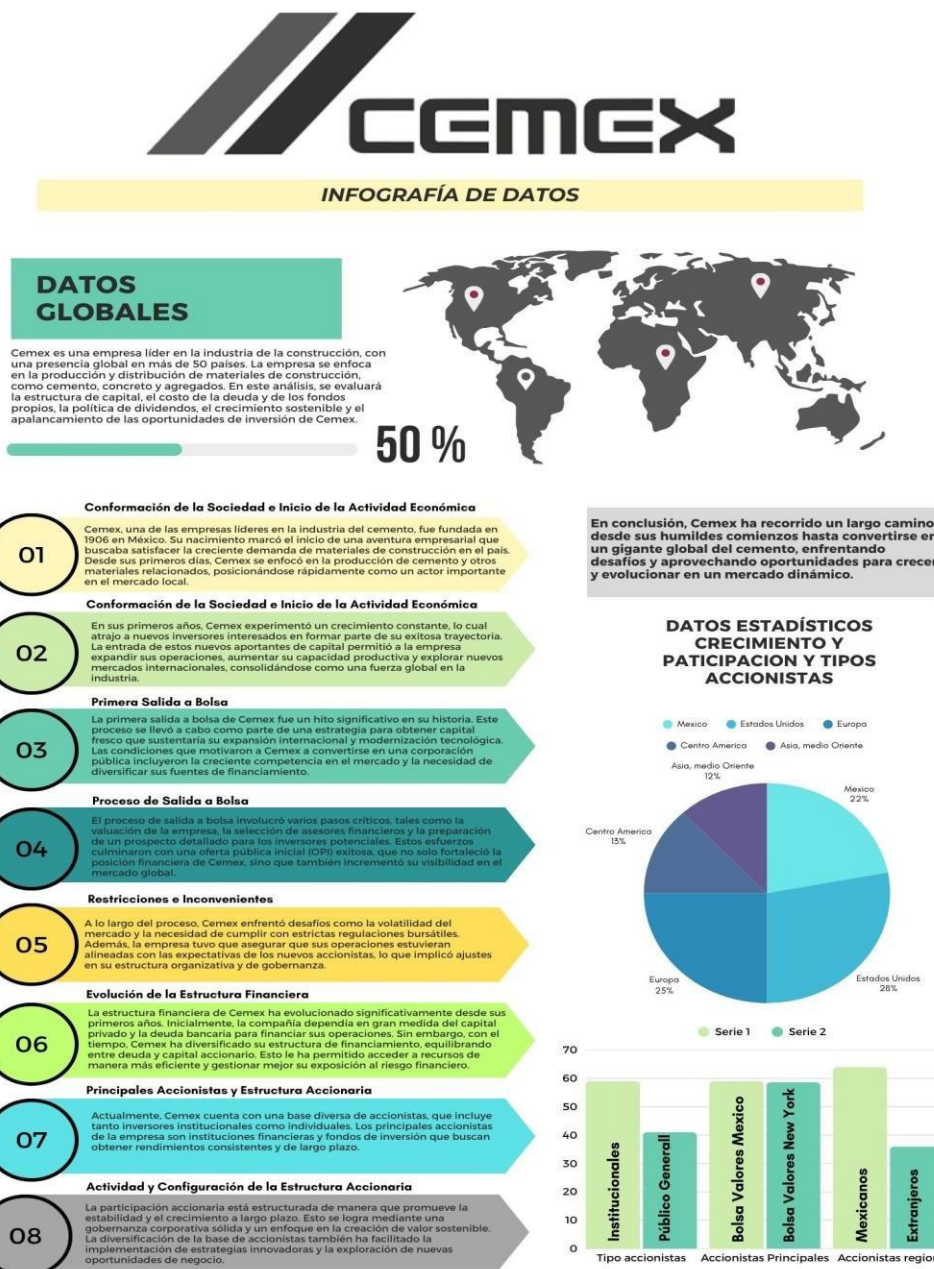 CEMEX
INFOGRAFÍA DE DATOS
DATOS
GLOBALES
Cemex es una empresa líder en la industria de la construcción, con
una presencia global en más de 50 países. La empresa se enfoca
en la producción y distribución de materiales de construcción,
como cemento, concreto y agregados. En este análisis, se evaluará
la estructura de capital, el costo de la deuda y de los fondos
propios, la política de dividendos, el crecimiento sostenible y el
apalancamiento de las oportunidades de inversión de Cemex.
50 %
01
Conformación de la Sociedad e Inicio de la Actividad Económica
Cemex, una de las empresas líderes en la industria del cemento, fue fundada en
1906 en México. Su nacimiento marcó el inicio de una aventura empresarial que
buscaba satisfacer la creciente demanda de materiales de construcción en el país.
Desde sus primeros días, Cemex se enfocó en la producción de cemento y otros
materiales relacionados, posicionándose rápidamente como un actor importante
en el mercado local.
02
Conformación de la Sociedad e Inicio de la Actividad Económica
En sus primeros años, Cemex experimentó un crecimiento constante, lo cual
atrajo a nuevos inversores interesados en formar parte de su exitosa trayectoria.
La entrada de estos nuevos aportantes de capital permitió a la empresa
expandir sus operaciones, aumentar su capacidad productiva y explorar nuevos
mercados internacionales, consolidándose como una fuerza global en la
industria.
03
Primera Salida a Bolsa
La primera salida a bolsa de Cemex fue un hito significativo en su historia. Este
proceso se llevó a cabo como parte de una estrategia para obtener capital
fresco que sustentaría su expansión internacional y modernización tecnológica.
Las condiciones que motivaron a Cemex a convertirse en una corporación
pública incluyeron la creciente competencia en el mercado y la necesidad de
diversificar sus fuentes de financiamiento.
04
Proceso de Salida a Bolsa
El proceso de salida a bolsa involucró varios pasos críticos, tales como la
valuación de la empresa, la selección de asesores financieros y la preparación
de un prospecto detallado para los inversores potenciales. Estos esfuerzos
culminaron con una oferta pública inicial (OPI) exitosa, que no solo fortaleció la
posición financiera de Cemex, sino que también incrementó su visibilidad en el
mercado global.
05
Restricciones e Inconvenientes
A lo largo del proceso, Cemex enfrentó desafíos como la volatilidad del
mercado y la necesidad de cumplir con estrictas regulaciones bursátiles.
Además, la empresa tuvo que asegurar que sus operaciones estuvieran
alineadas con las expectativas de los nuevos accionistas, lo que implicó ajustes
en su estructura organizativa y de gobernanza.
06
Evolución de la Estructura Financiera
La estructura financiera de Cemex ha evolucionado significativamente desde sus
primeros años. Inicialmente, la compañía dependía en gran medida del capital
privado y la deuda bancaria para financiar sus operaciones. Sin embargo, con el
tiempo, Cemex ha diversificado su estructura de financiamiento, equilibrando
entre deuda y capital accionario. Esto le ha permitido acceder a recursos de
manera más eficiente y gestionar mejor su exposición al riesgo financiero.
07
Principales Accionistas y Estructura Accionaria
Actualmente, Cemex cuenta con una base diversa de accionistas, que incluye
tanto inversores institucionales como individuales. Los principales accionistas
de la empresa son instituciones financieras y fondos de inversión que buscan
obtener rendimientos consistentes y de largo plazo.
08
Actividad y Configuración de la Estructura Accionaria
La participación accionaria está estructurada de manera que promueve la
estabilidad y el crecimiento a largo plazo. Esto se logra mediante una
gobernanza corporativa sólida y un enfoque en la creación de valor sostenible.
La diversificación de la base de accionistas también ha facilitado la
implementación de estrategias innovadoras y la exploración de nuevas
oportunidades de negocio.
En conclusión, Cemex ha recorrido un largo camino
desde sus humildes comienzos hasta convertirse en
un gigante global del cemento, enfrentando
desafíos y aprovechando oportunidades para crecer
y evolucionar en un mercado dinámico.
DATOS ESTADÍSTICOS
CRECIMIENTO Y
PATICIPACION Y TIPOS
ACCIONISTAS
Mexico Estados Unidos Europa
Centro America Asia, medio Oriente
Asia, medio Oriente
12%
Mexico
22%
Centro America
13%
Europa
25%
Estados Unidos
28%
Serie 1 Serie 2
70
60
50
40
30
20
10
0
Institucionales
Público Generall
Bolsa Valores Mexico
Bolsa Valores New York
Mexicanos
Extranjeros
Tipo accionistas Accionistas Principales Accionistas region